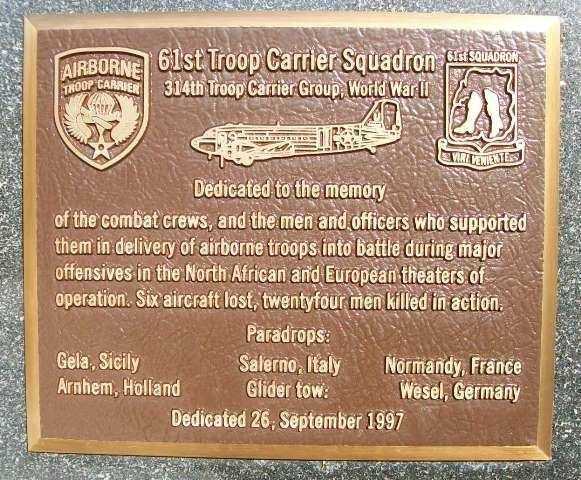 AIRBORNE
TROOP CARRIER
61st Troop Carrier Squadron
314th Troop Carrier Group, World War II
61st SQUADRON
VIRI VENIENTE
Dedicated to the memory
of the combat crews, and the men and officers who supported
them in delivery of airborne troops into battle during major
offensives in the North African and European theaters of
operation. Six aircraft lost, twentyfour men killed in action.
Paradrops:
Gela, Sicily Salerno, Italy Normandy, France
Arnhem, Holland Glider tow: Wesel, Germany
Dedicated 26, September 1997